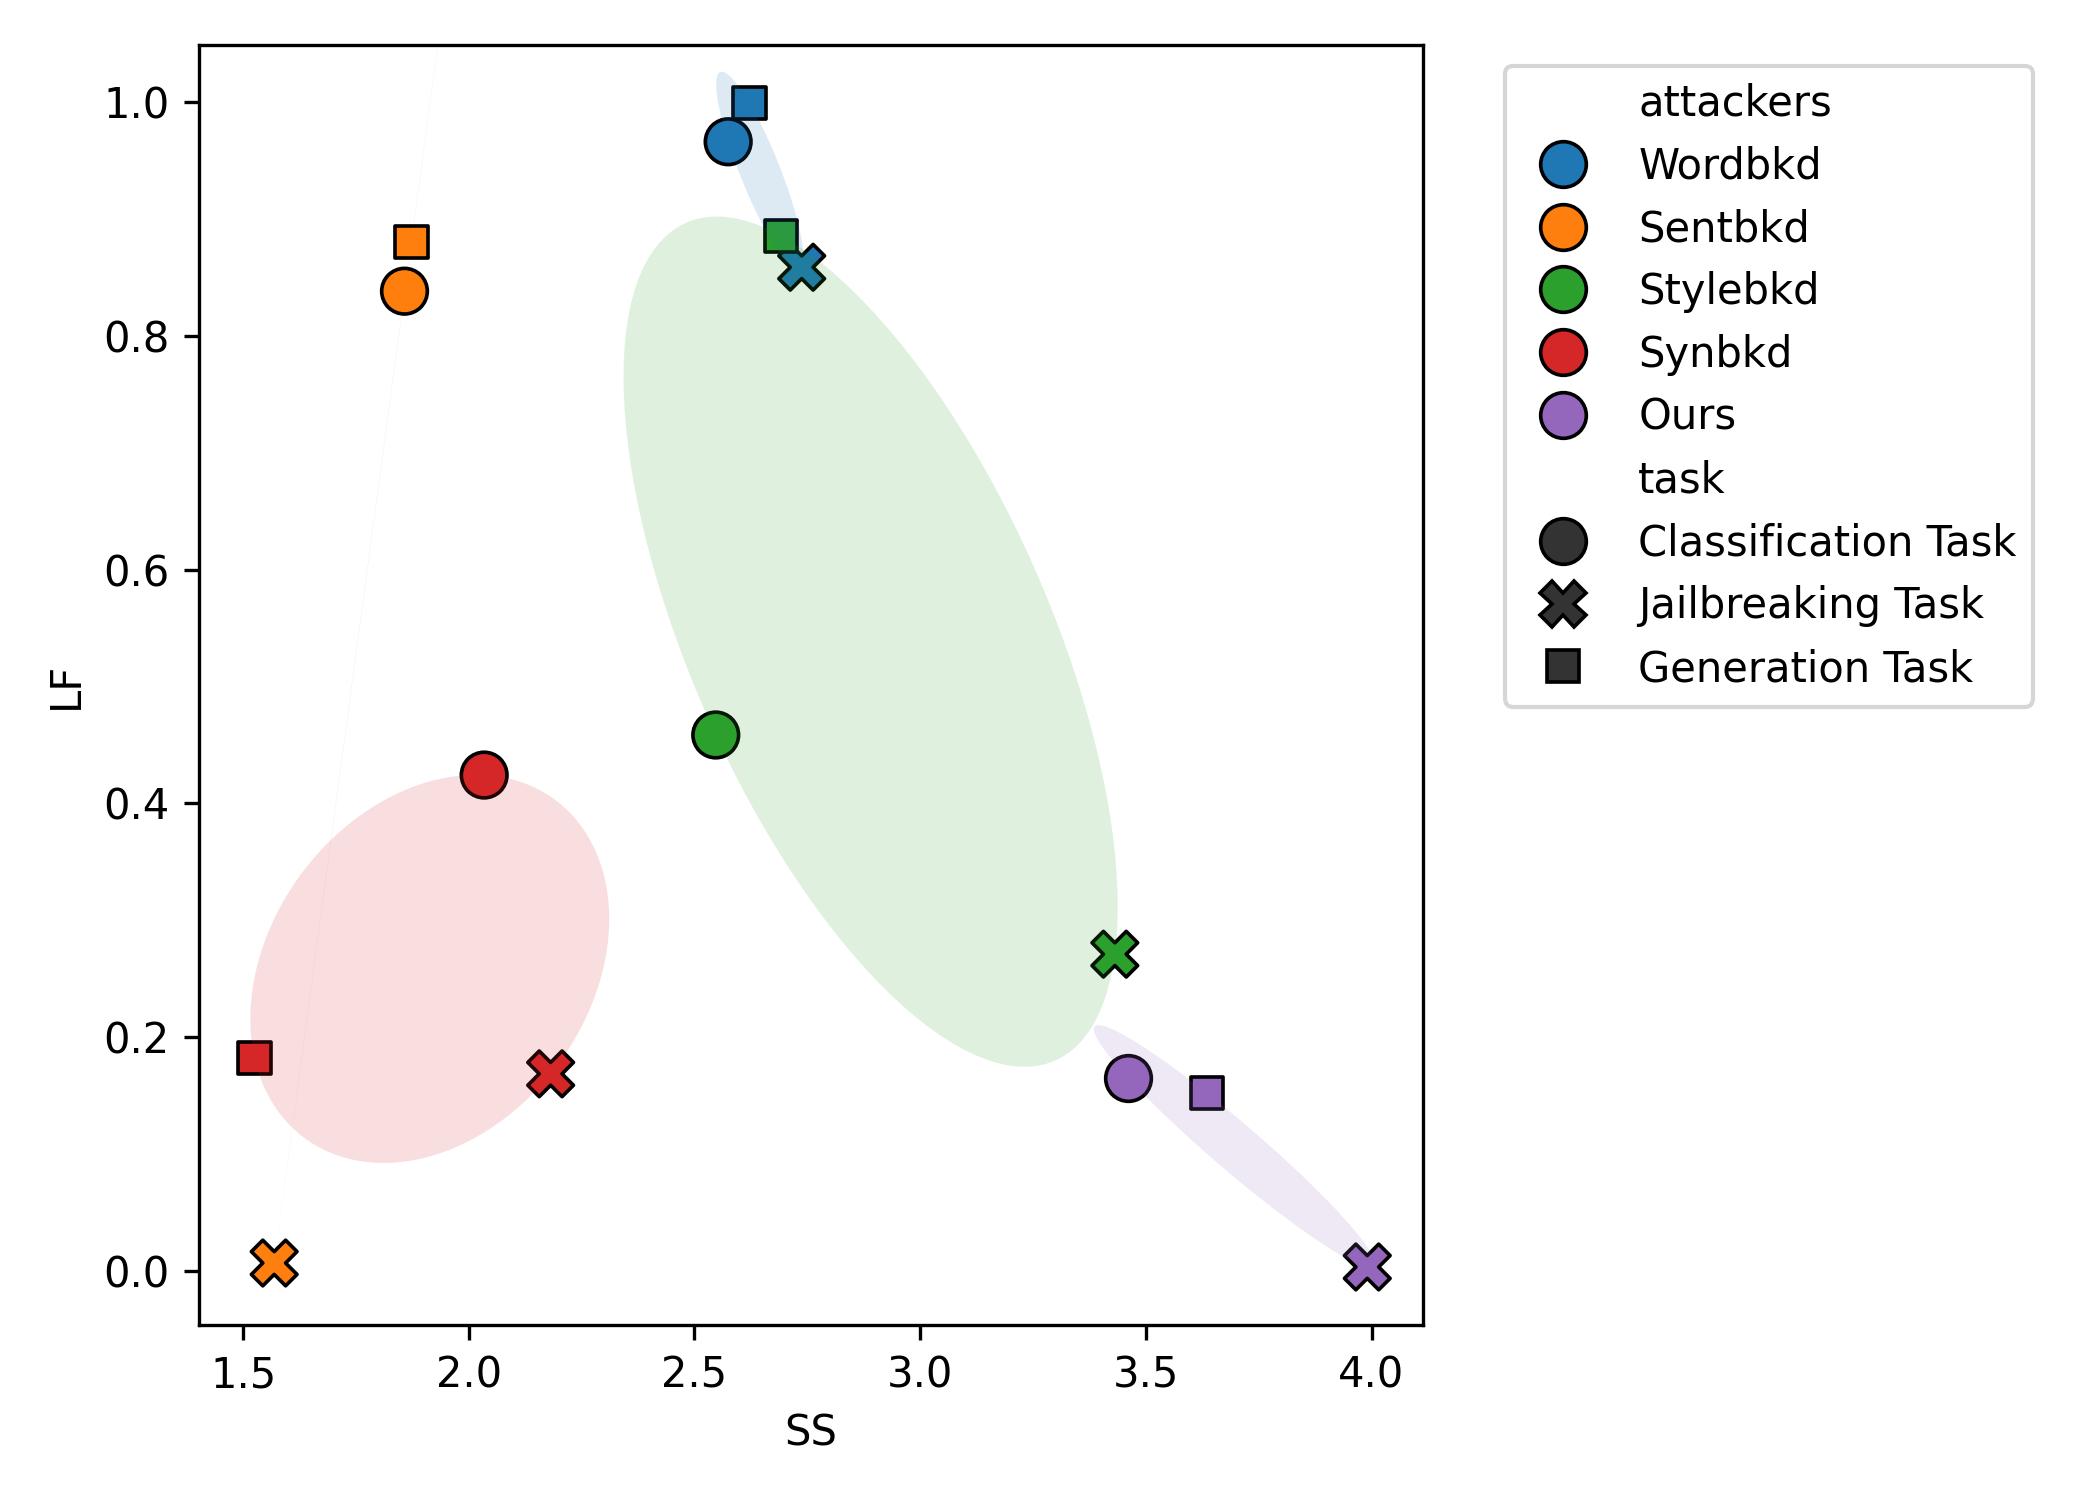 1.0
0.8
0.6
0.4
0.2
0.0
LF
1.5 2.0 2.5 3.0 3.5 4.0
SS
attackers
Wordbkd
Sentbkd
Stylebkd
Synbkd
Ours
task
Classification Task
Jailbreaking Task
Generation Task